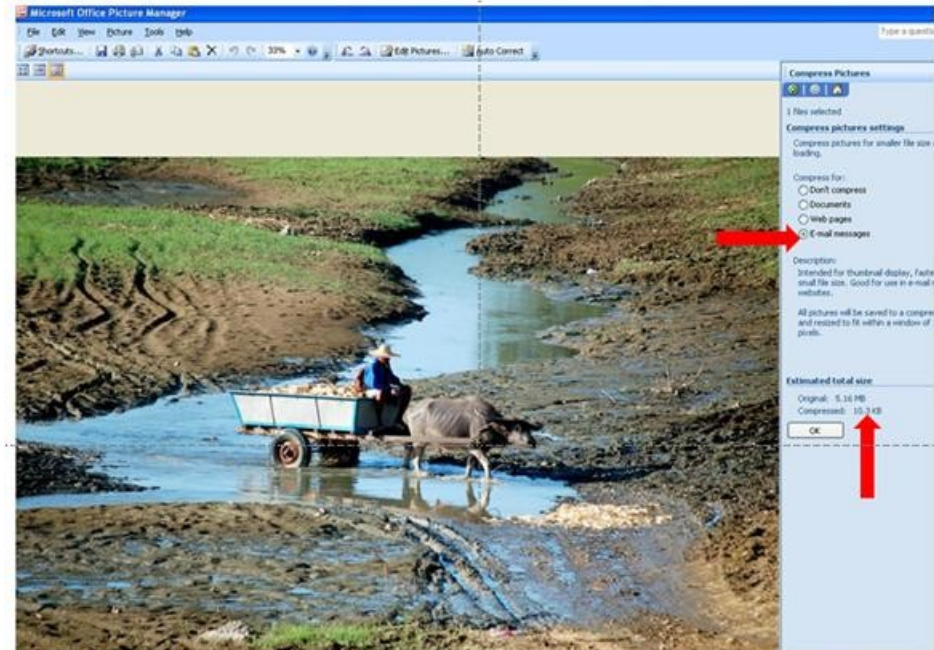 Microsoft Office Picture Manager
File Edit View Picture Tools Help
Type a question
Shortcuts... 33% Edit Pictures... Auto Correct
Compress Pictures
1 files selected
Compress pictures settings
Compress pictures for smaller file size
loading.
Compress for:
Don't compress
Documents
Web pages
E-mail messages
Description:
Intended for thumbnail display, faste
small file size. Good for use in e-mail
websites.
All pictures will be saved to a compre
and resized to fit within a window of
pixels.
Estimated total size
Original: 5.16 MB
Compressed: 10.3 KB
OK